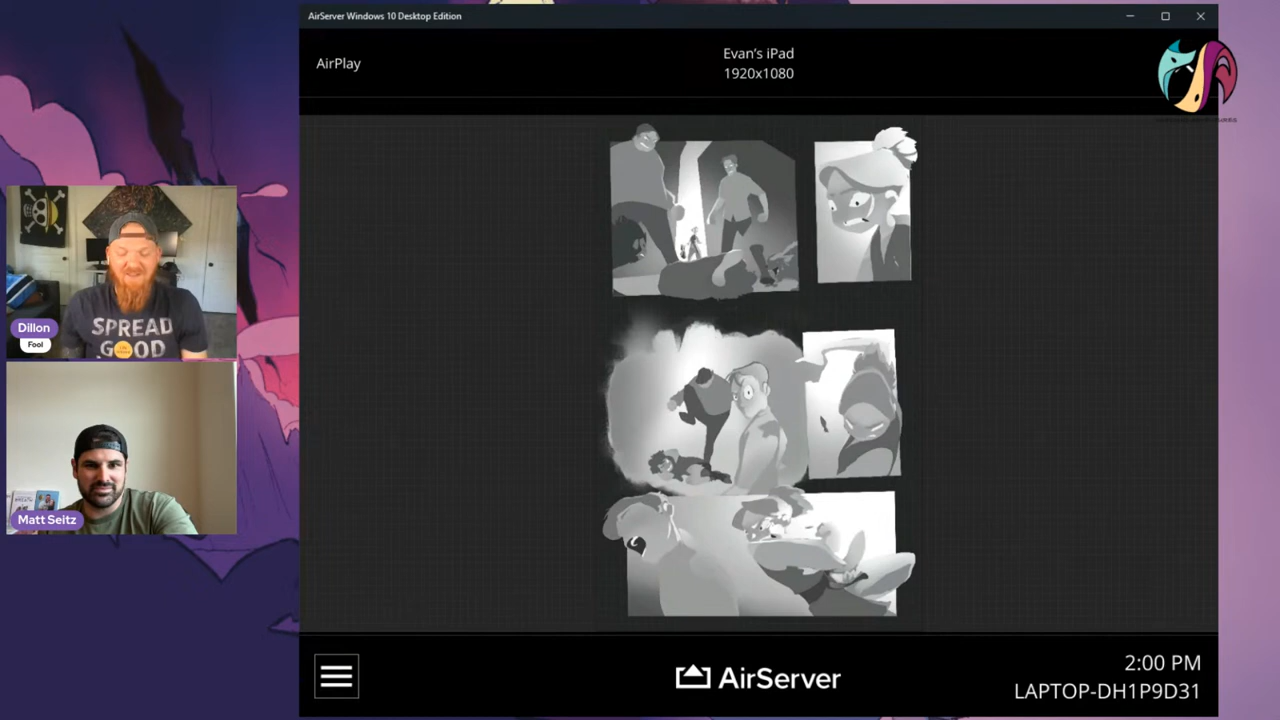 AirServer Windows 10 Desktop Edition
AirPlay
Evan's iPad
1920x1080
Dillon
Fool
SPREAD
GOOD
Matt Seitz
AirServer
2:00 PM
LAPTOP-DH1P9D31